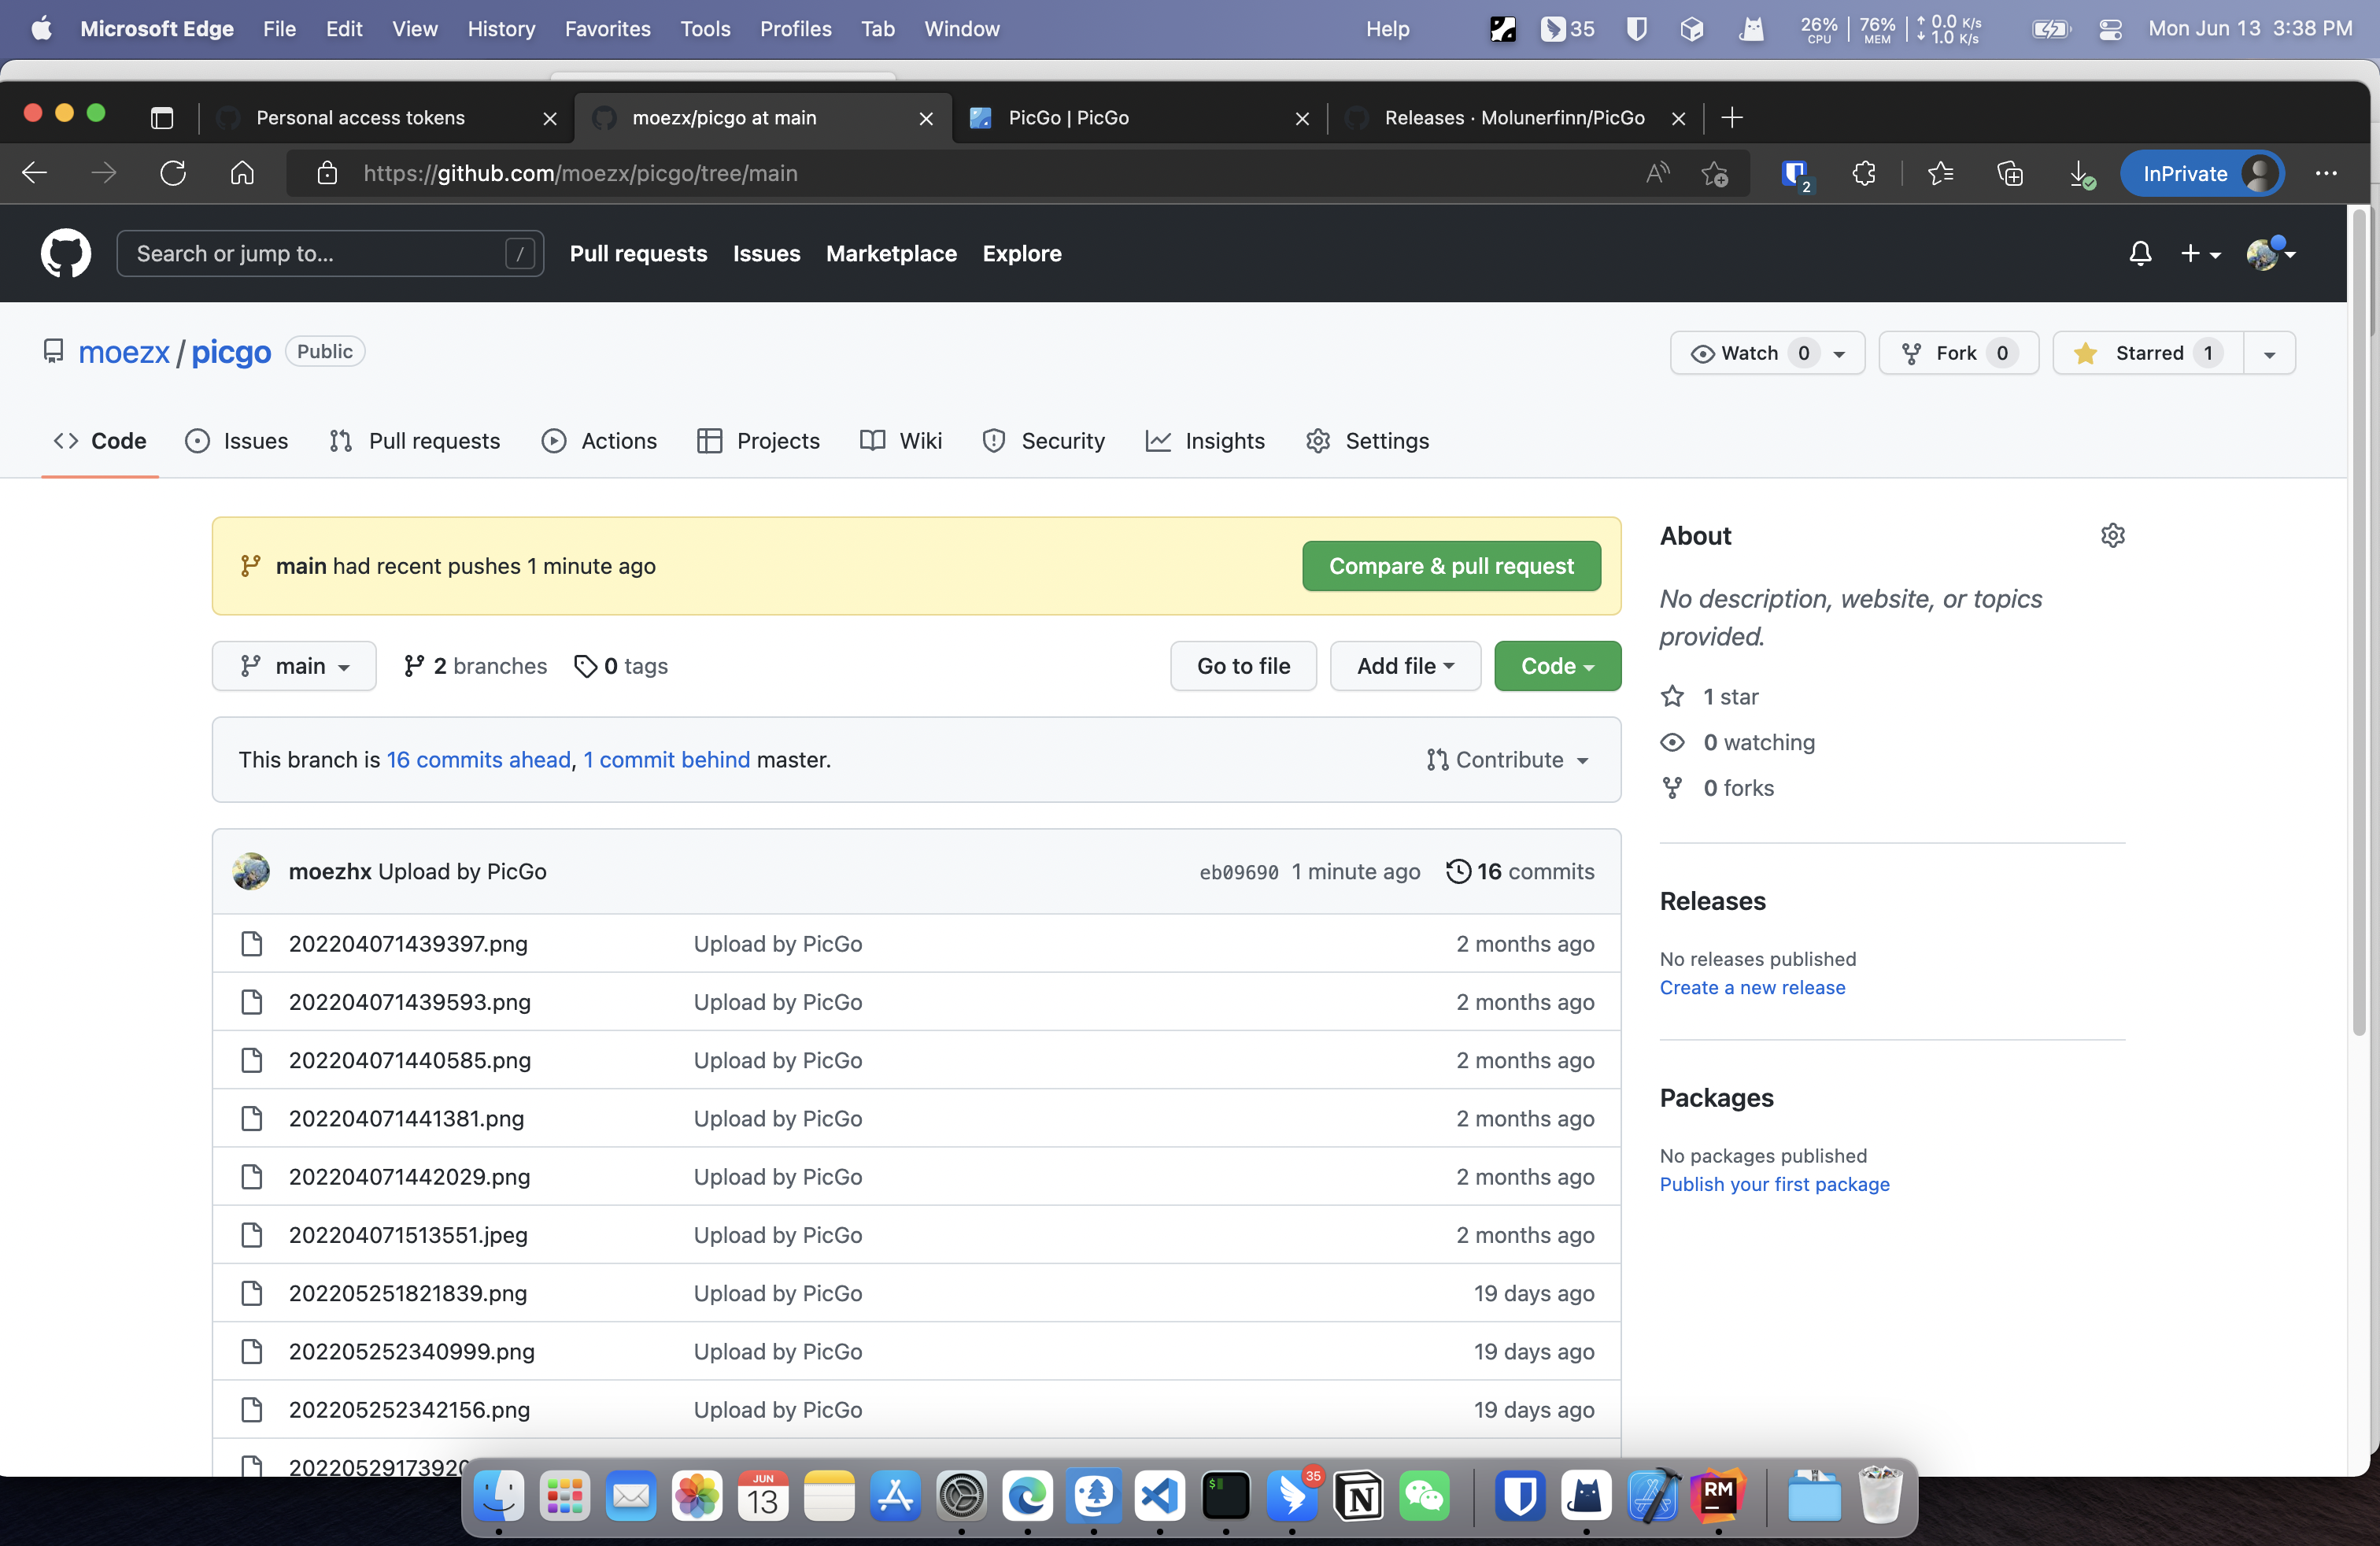 Microsoft Edge File Edit View History Favorites Tools Profiles Tab Window Help 35 26% CPU 76% MEM 0.0 K/s 1.0 K/s Mon Jun 13 3:38 PM
Personal access tokens moezx/picgo at main PicGo | PicGo Releases · Molunerfinn/PicGo
https://github.com/moezx/picgo/tree/main 2 InPrivate
Search or jump to... / Pull requests Issues Marketplace Explore
moezx / picgo Public Watch 0 Fork 0 Starred 1
Code Issues Pull requests Actions Projects Wiki Security Insights Settings
main had recent pushes 1 minute ago Compare & pull request
main 2 branches 0 tags Go to file Add file Code
This branch is 16 commits ahead, 1 commit behind master. Contribute
moezhx Upload by PicGo eb09690 1 minute ago 16 commits
202204071439397.png Upload by PicGo 2 months ago
202204071439593.png Upload by PicGo 2 months ago
202204071440585.png Upload by PicGo 2 months ago
202204071441381.png Upload by PicGo 2 months ago
202204071442029.png Upload by PicGo 2 months ago
202204071513551.jpeg Upload by PicGo 2 months ago
202205251821839.png Upload by PicGo 19 days ago
202205252340999.png Upload by PicGo 19 days ago
202205252342156.png Upload by PicGo 19 days ago
20220529173920
About
No description, website, or topics
provided.
1 star
0 watching
0 forks
Releases
No releases published
Create a new release
Packages
No packages published
Publish your first package
JUN
13
$
35
N
RM